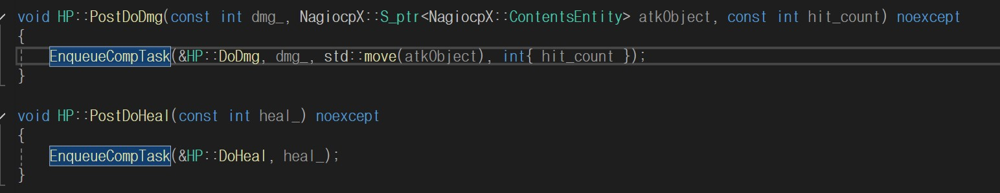 void HP::PostDoDmg(const int dmg_, NagiocpX::S_ptr<NagiocpX::ContentsEntity> atkObject, const int hit_count) noexcept
{
EnqueueCompTask(&HP::DoDmg, dmg_, std::move(atkObject), int{ hit_count });
}
void HP::PostDoHeal(const int heal_) noexcept
{
EnqueueCompTask(&HP::DoHeal, heal_);
}